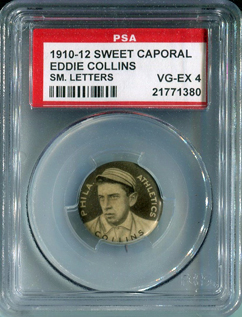 PSA
1910-12 SWEET CAPORAL
EDDIE COLLINS
SM. LETTERS VG-EX 4
21771380
PHILA ATHLETICS
COLLINS